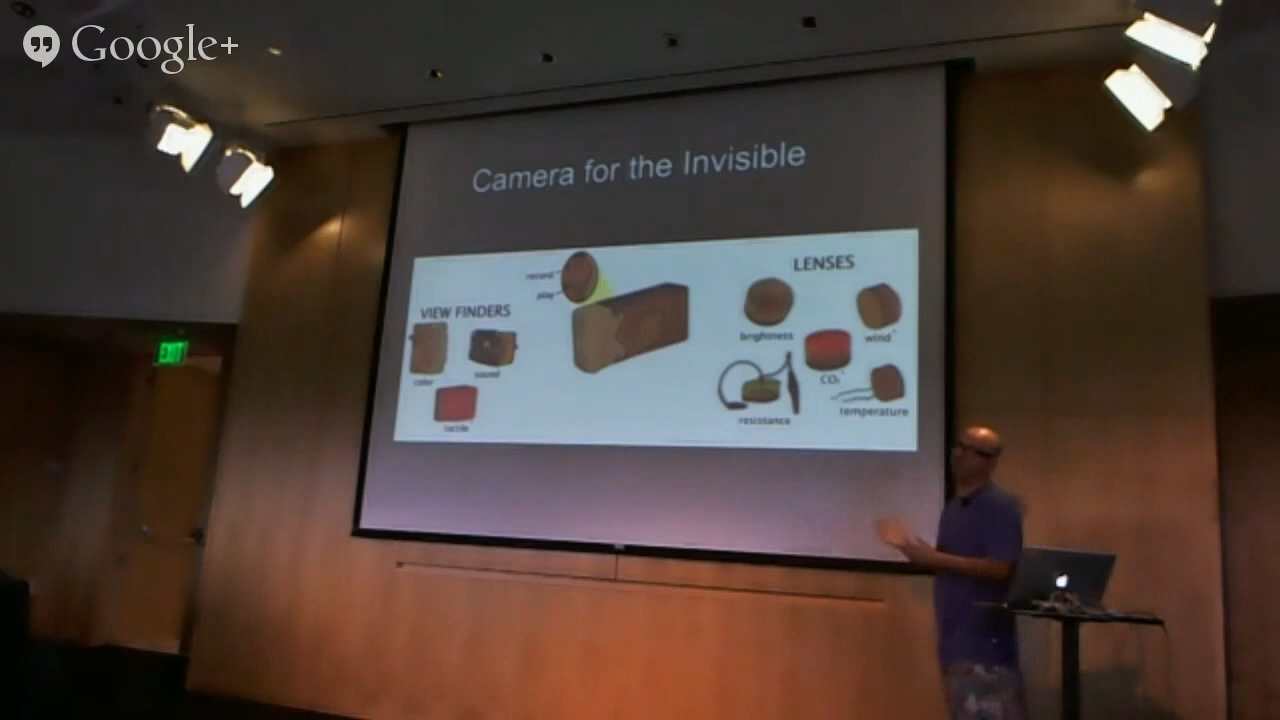 Google+
Camera for the Invisible
LENSES
record
play
VIEW FINDERS
brightness
wind*
color
sound
CO₂*
temperature
tactile
resistance
EXIT